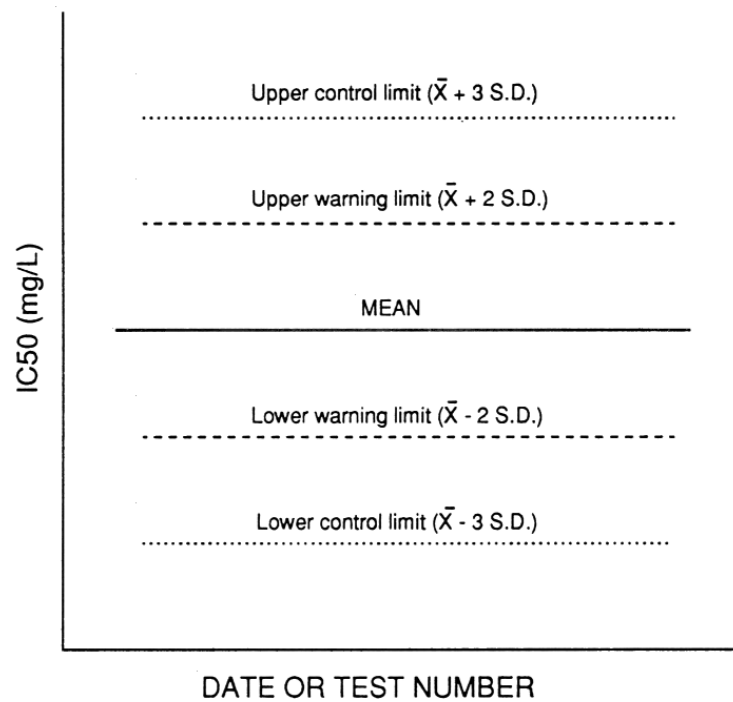 Upper control limit (X̄ + 3 S.D.)
Upper warning limit (X̄ + 2 S.D.)
MEAN
Lower warning limit (X̄ - 2 S.D.)
Lower control limit (X̄ - 3 S.D.)
IC50 (mg/L)
DATE OR TEST NUMBER